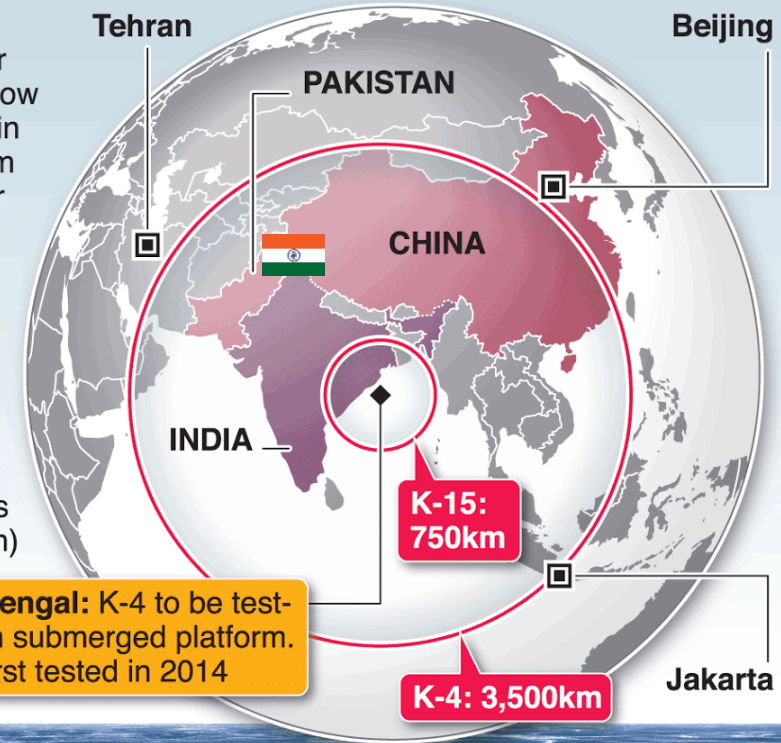 Tehran
Beijing
PAKISTAN
CHINA
INDIA
K-15:
750km
engal: K-4 to be test-
submerged platform.
rst tested in 2014
K-4: 3,500km
Jakarta